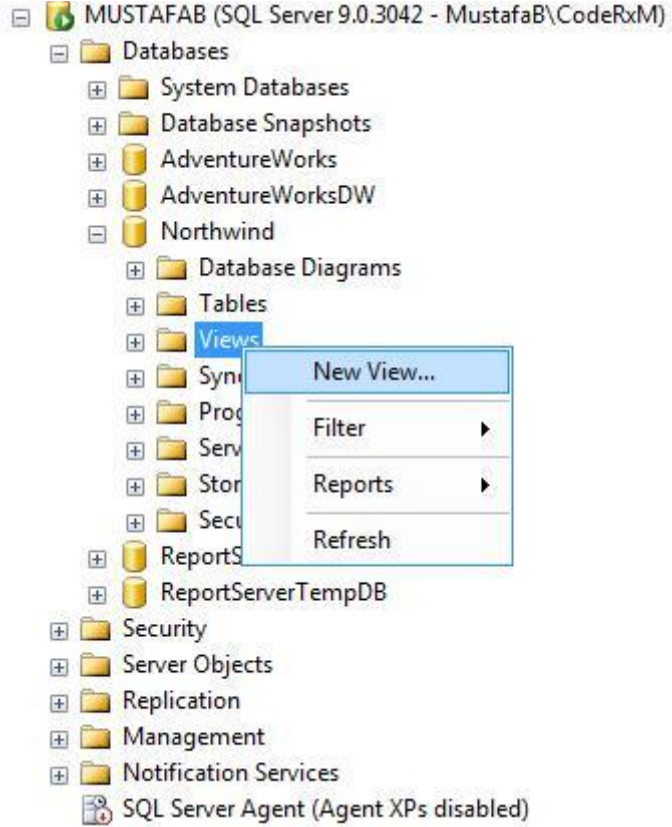 MUSTAFAB (SQL Server 9.0.3042 - MustafaB\CodeRxM)
Databases
System Databases
Database Snapshots
AdventureWorks
AdventureWorksDW
Northwind
Database Diagrams
Tables
Views
New View...
Filter
Reports
Refresh
ReportServerTempDB
Security
Server Objects
Replication
Management
Notification Services
SQL Server Agent (Agent XPs disabled)